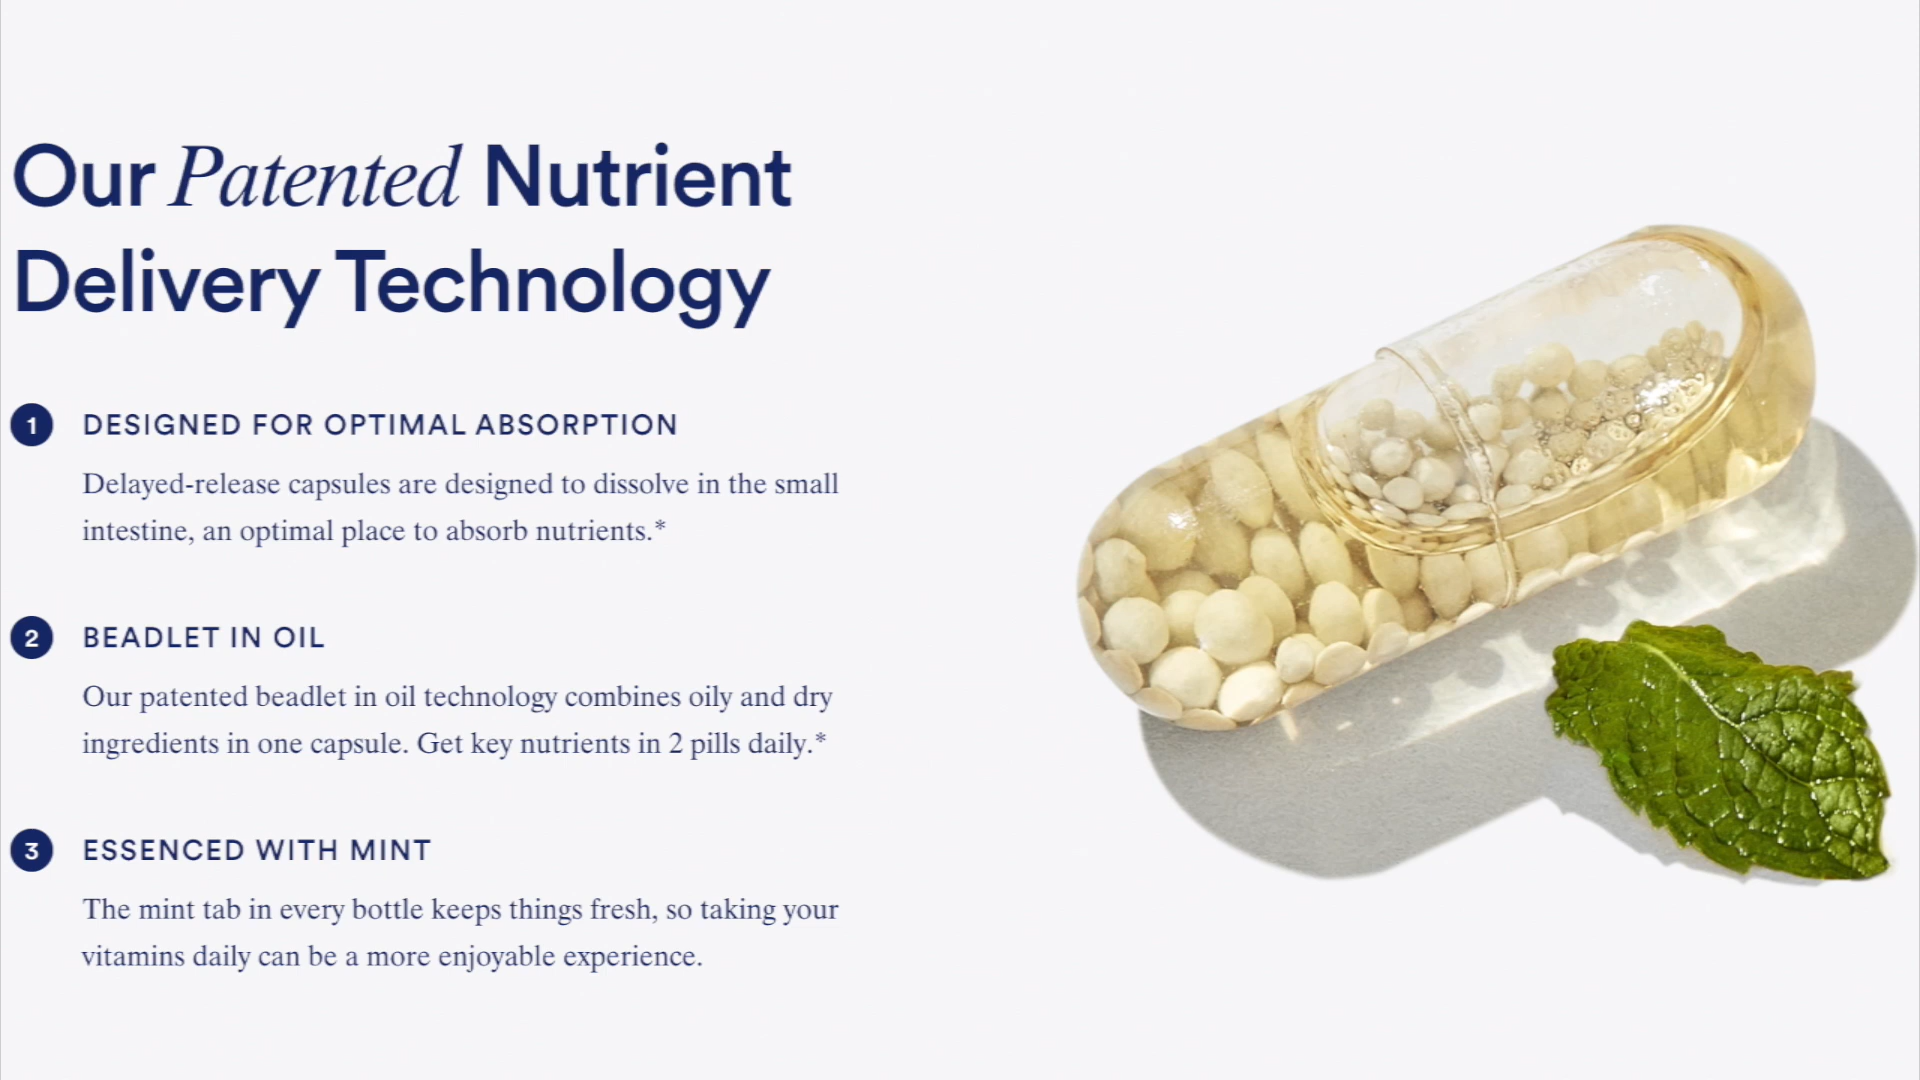 Our Patented Nutrient
Delivery Technology
1 DESIGNED FOR OPTIMAL ABSORPTION
Delayed-release capsules are designed to dissolve in the small
intestine, an optimal place to absorb nutrients.*
2 BEADLET IN OIL
Our patented beadlet in oil technology combines oily and dry
ingredients in one capsule. Get key nutrients in 2 pills daily.*
3 ESSENCED WITH MINT
The mint tab in every bottle keeps things fresh, so taking your
vitamins daily can be a more enjoyable experience.